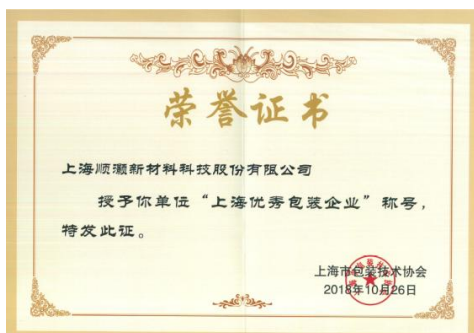 荣誉证书
上海顺灏新材料科技股份有限公司
授予你单位“上海优秀包装企业”称号，
特发此证。
上海市包装技术协会
2018年10月26日